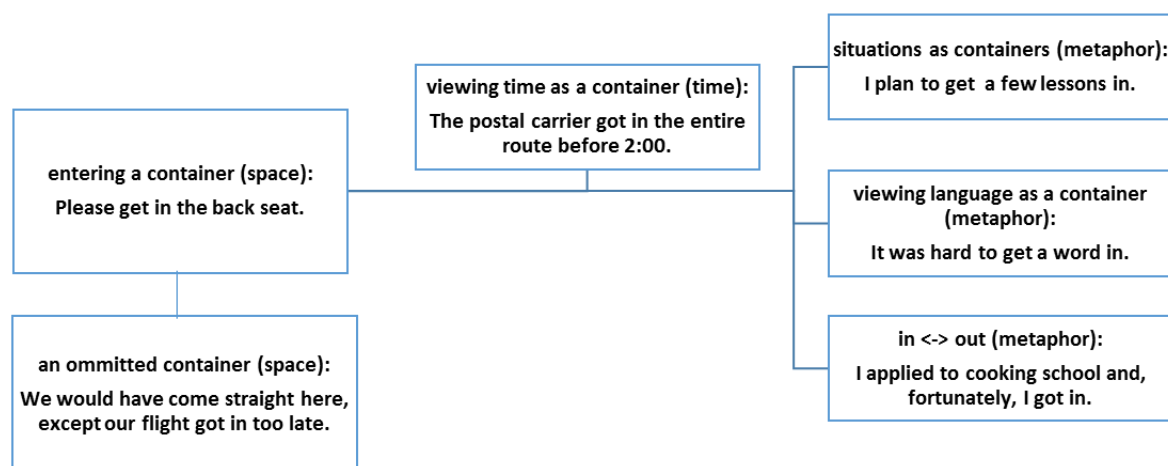 entering a container (space):
Please get in the back seat.
an ommitted container (space):
We would have come straight here,
except our flight got in too late.
viewing time as a container (time):
The postal carrier got in the entire
route before 2:00.
situations as containers (metaphor):
I plan to get a few lessons in.
viewing language as a container
(metaphor):
It was hard to get a word in.
in <-> out (metaphor):
I applied to cooking school and,
fortunately, I got in.